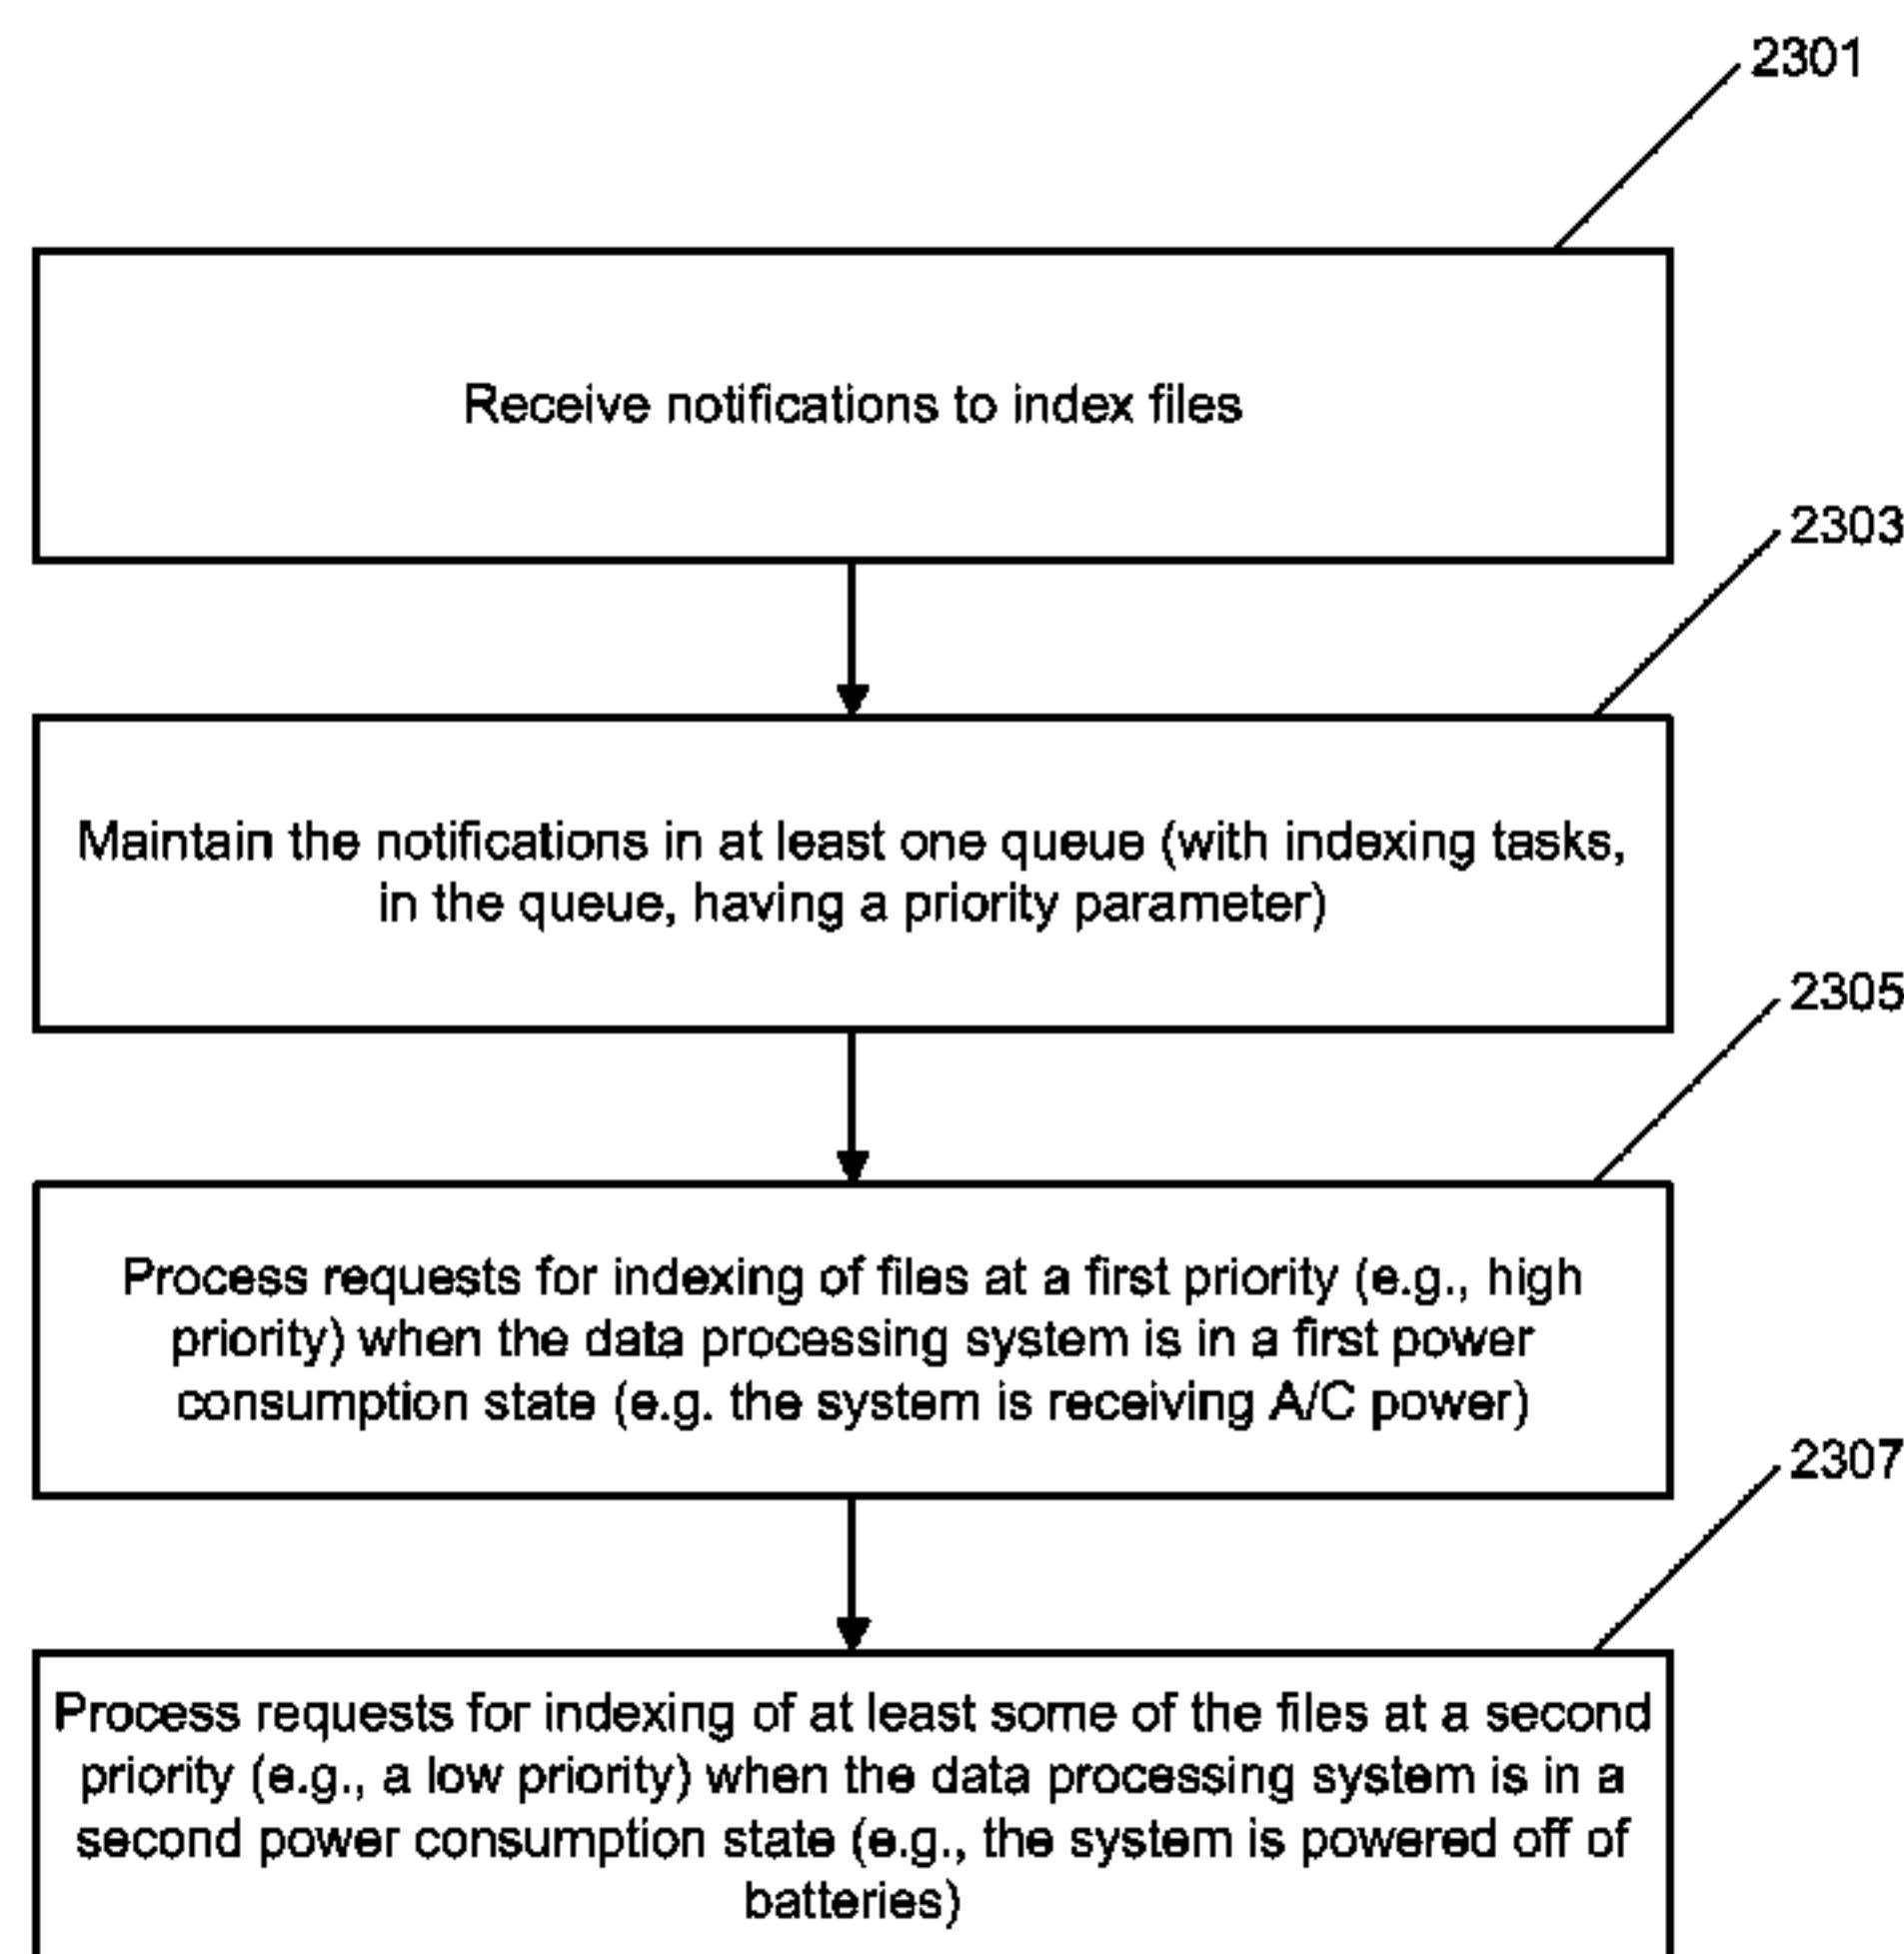 2301
Receive notifications to index files
2303
Maintain the notifications in at least one queue (with indexing tasks,
in the queue, having a priority parameter)
2305
Process requests for indexing of files at a first priority (e.g., high
priority) when the data processing system is in a first power
consumption state (e.g. the system is receiving A/C power)
2307
Process requests for indexing of at least some of the files at a second
priority (e.g., a low priority) when the data processing system is in a
second power consumption state (e.g., the system is powered off of
batteries)